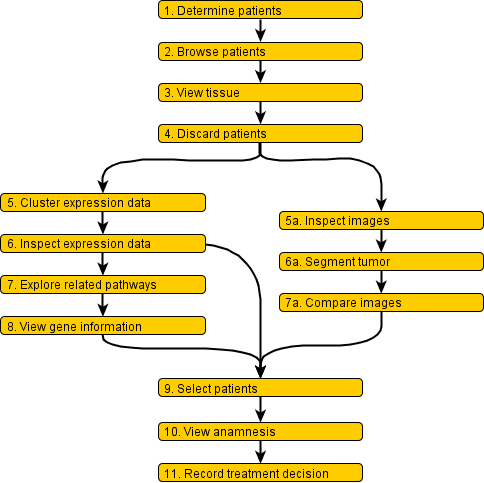 1. Determine patients
2. Browse patients
3. View tissue
4. Discard patients
5. Cluster expression data
6. Inspect expression data
7. Explore related pathways
8. View gene information
5a. Inspect images
6a. Segment tumor
7a. Compare images
9. Select patients
10. View anamnesis
11. Record treatment decision